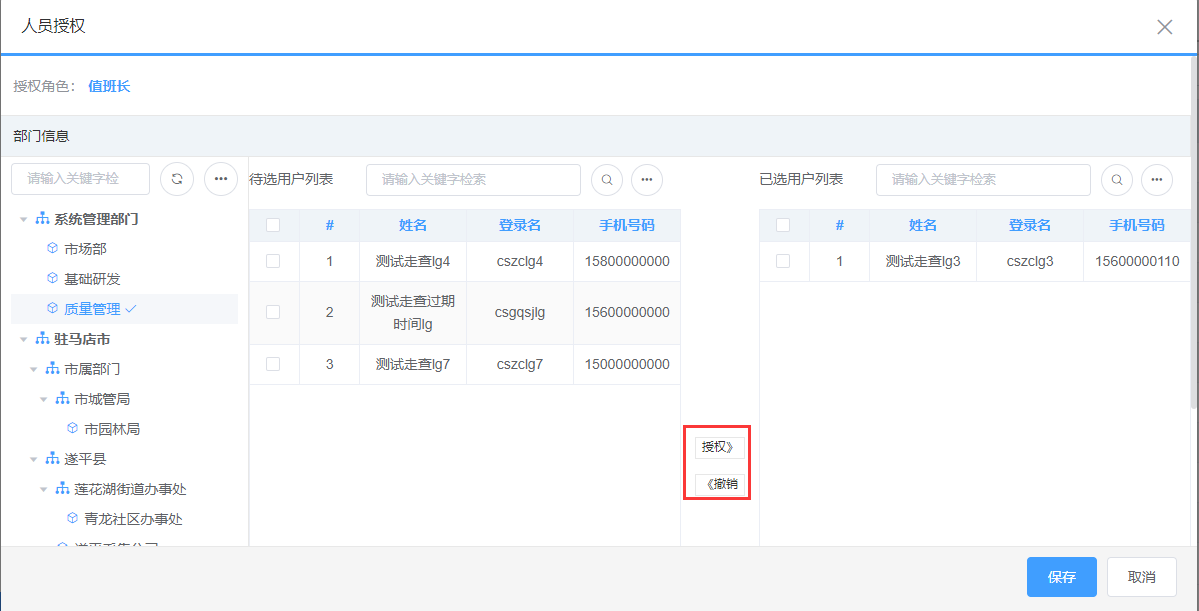 人员授权
授权角色： 值班长
部门信息
请输入关键字检
待选用户列表 请输入关键字检索
已选用户列表 请输入关键字检索
系统管理部门
市场部
基础研发
质量管理
驻马店市
市属部门
市城管局
市园林局
遂平县
莲花湖街道办事处
青龙社区办事处
# 姓名 登录名 手机号码
1 测试走查lg4 cszclg4 15800000000
2 测试走查过期时间lg csgqsjlg 15600000000
3 测试走查lg7 cszclg7 15000000000
授权》
《撤销
# 姓名 登录名 手机号码
1 测试走查lg3 cszclg3 15600000110
保存 取消